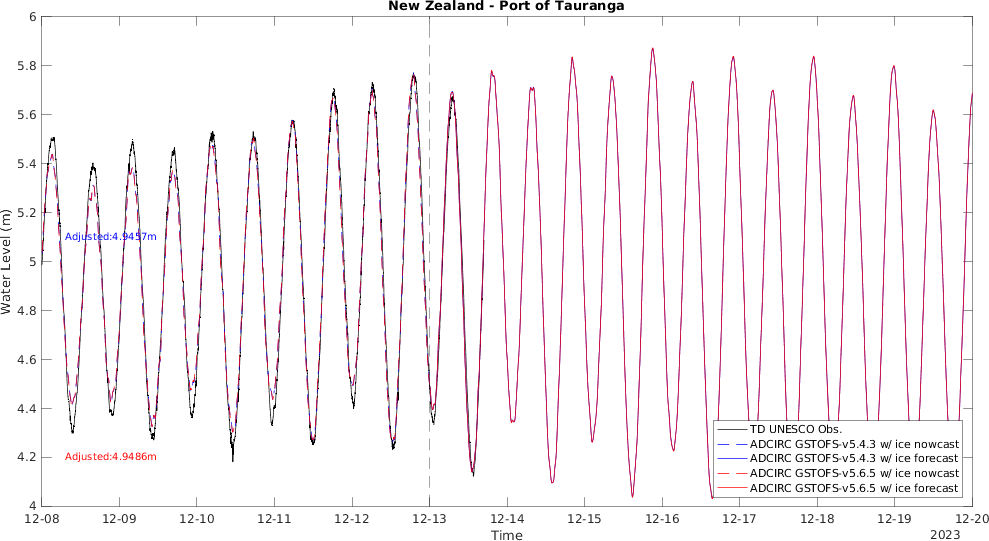 New Zealand - Port of Tauranga
6
5.8
5.6
5.4
5.2
5
4.8
4.6
4.4
4.2
4
Water Level (m)
Adjusted:4.9457m
Adjusted:4.9486m
TD UNESCO Obs.
ADCIRC GSTOFS-v5.4.3 w/ ice nowcast
ADCIRC GSTOFS-v5.4.3 w/ ice forecast
ADCIRC GSTOFS-v5.6.5 w/ ice nowcast
ADCIRC GSTOFS-v5.6.5 w/ ice forecast
12-08 12-09 12-10 12-11 12-12 12-13 12-14 12-15 12-16 12-17 12-18 12-19 12-20
Time
2023